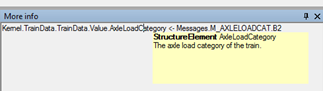 More info
Kernel.TrainData.TrainData.Value.AxleLoadCategory <- Messages.M_AXLELOADCAT.B2
StructureElement AxleLoadCategory
The axle load category of the train.